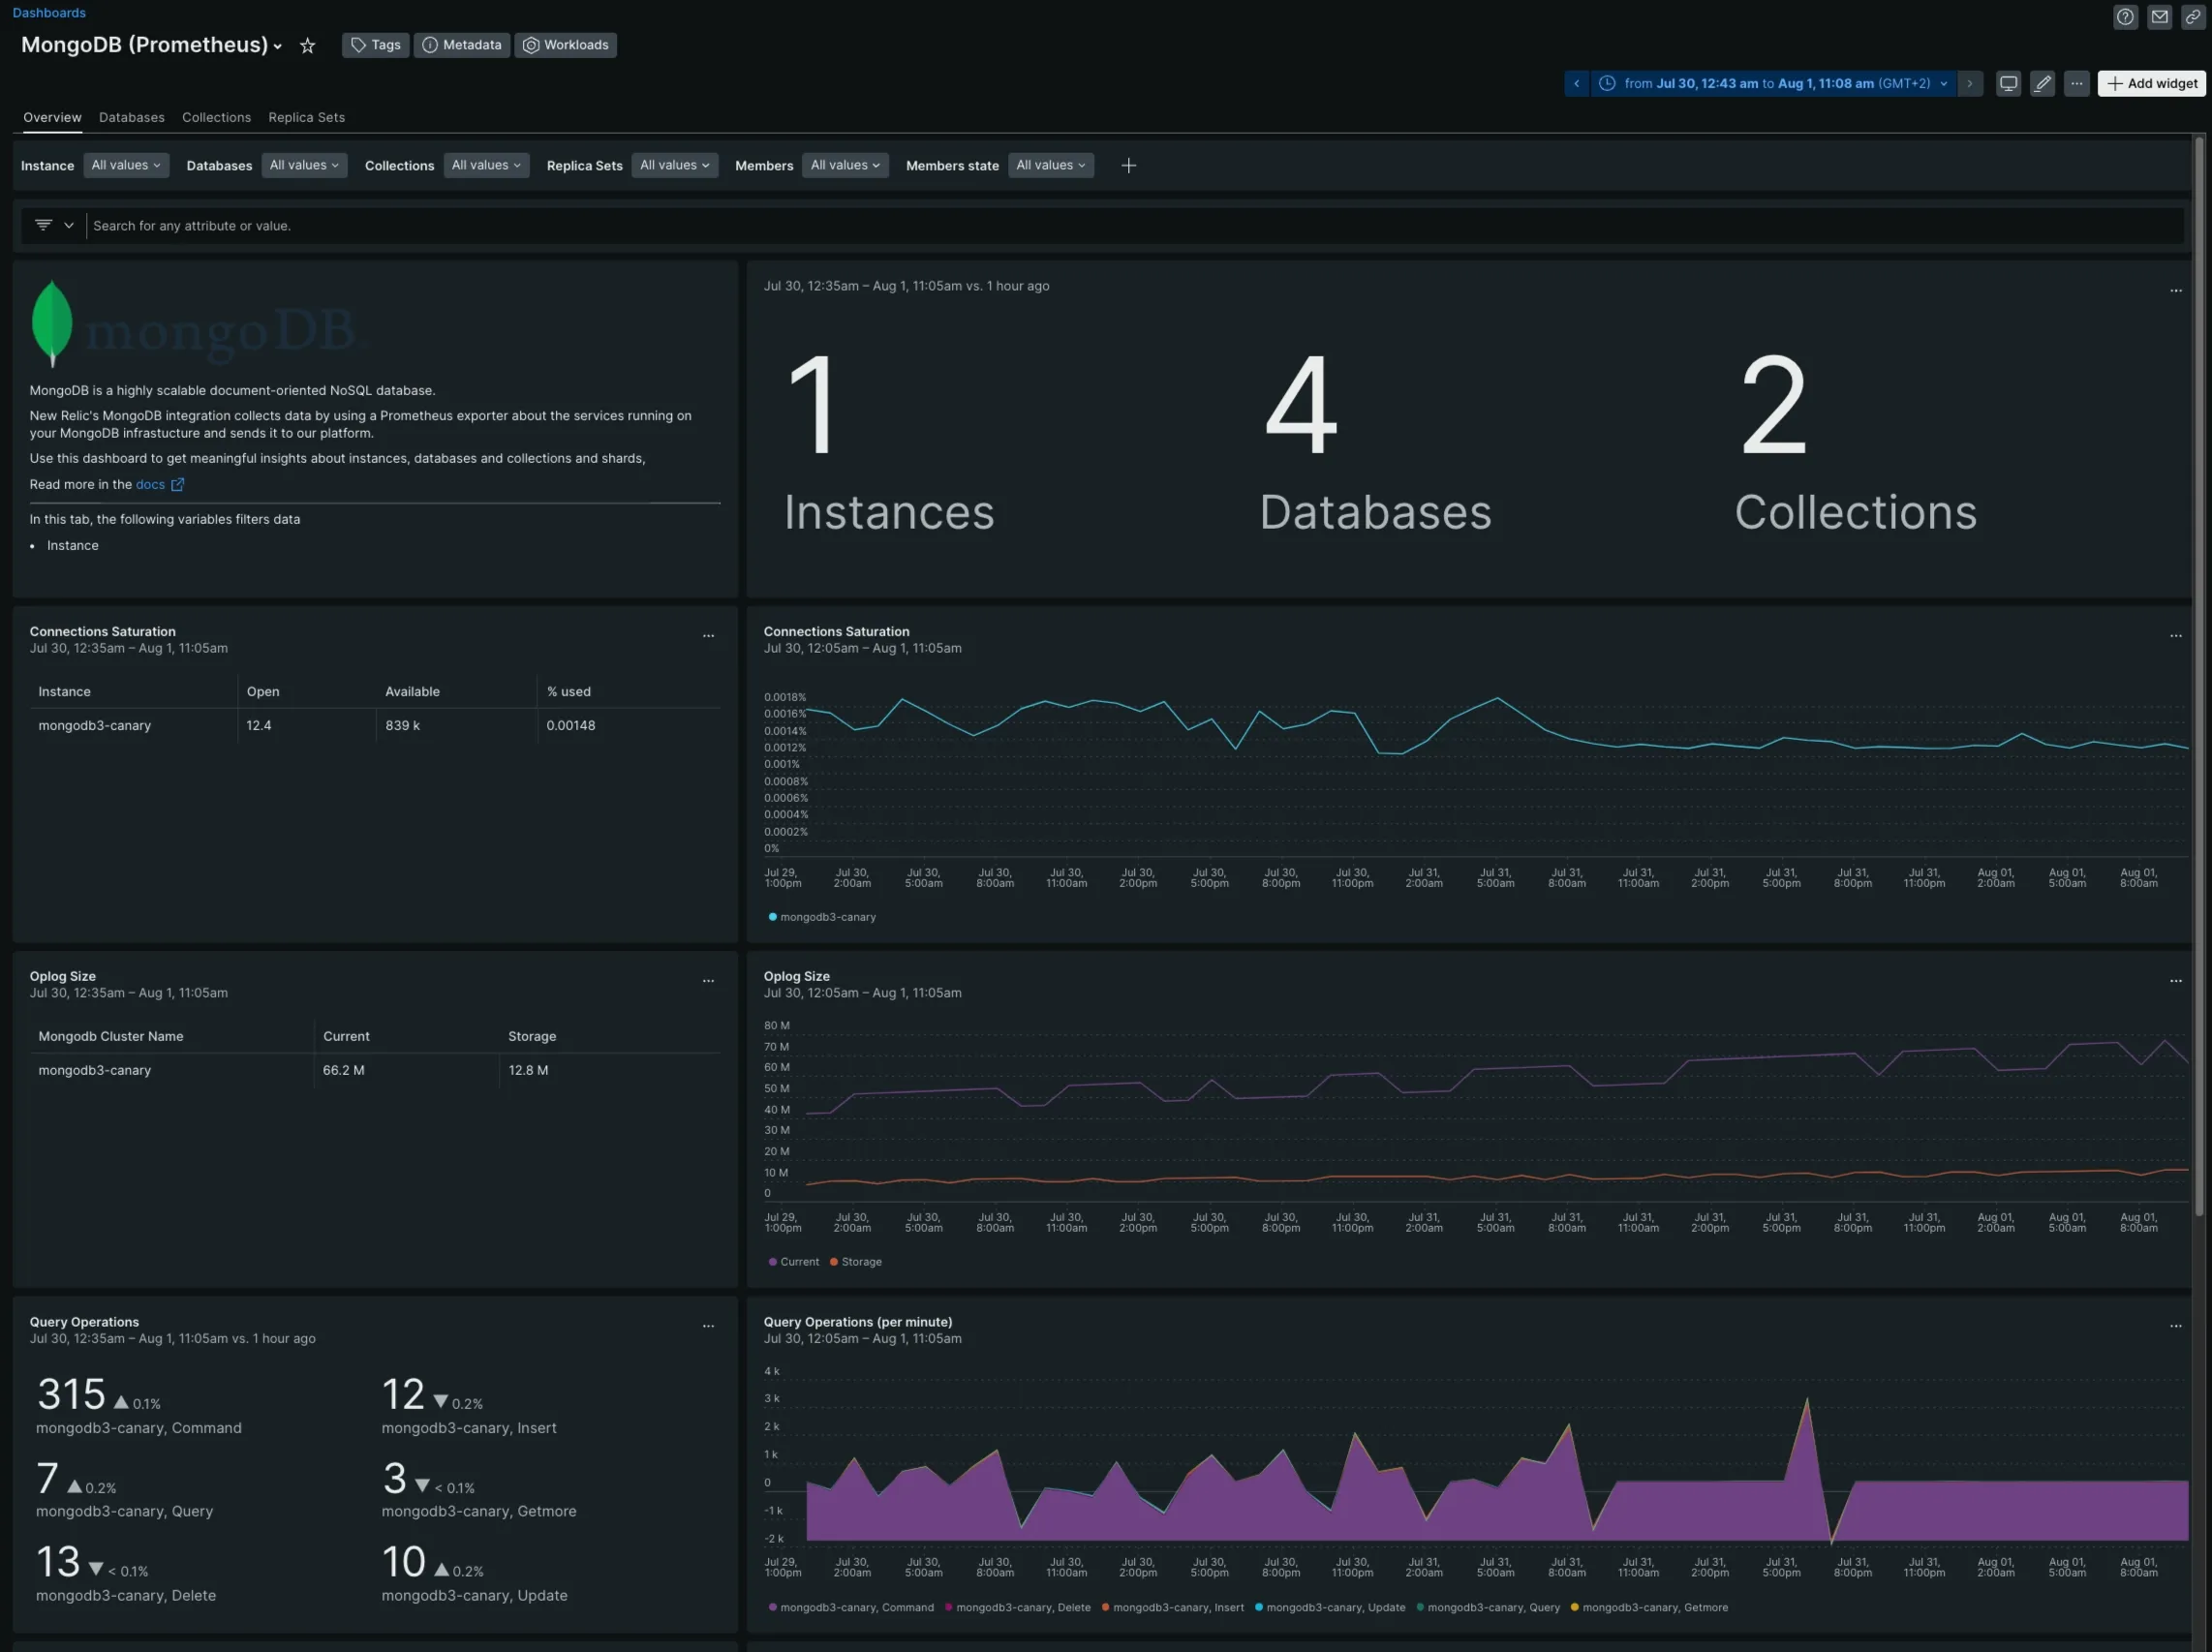 Dashboards
MongoDB (Prometheus)
Tags
Metadata
Workloads
from Jul 30, 12:43 am to Aug 1, 11:08 am (GMT+2)
Add widget
Overview
Databases
Collections
Replica Sets
Instance All values
Databases All values
Collections All values
Replica Sets All values
Members All values
Members state All values
Search for any attribute or value.
mongoDB
MongoDB is a highly scalable document-oriented NoSQL database.
New Relic's MongoDB integration collects data by using a Prometheus exporter about the services running on
your MongoDB infrastucture and sends it to our platform.
Use this dashboard to get meaningful insights about instances, databases and collections and shards,
Read more in the docs
In this tab, the following variables filters data
• Instance
Jul 30, 12:35am – Aug 1, 11:05am vs. 1 hour ago
1
Instances
4
Databases
2
Collections
Connections Saturation
Jul 30, 12:35am – Aug 1, 11:05am
Instance Open Available % used
mongodb3-canary 12.4 839 k 0.00148
Connections Saturation
Jul 30, 12:05am – Aug 1, 11:05am
0.0018%
0.0016%
0.0014%
0.0012%
0.001%
0.0008%
0.0006%
0.0004%
0.0002%
0%
Jul 29, Jul 30, Jul 30, Jul 30, Jul 30, Jul 30, Jul 30, Jul 30, Jul 30, Jul 31, Jul 31, Jul 31, Jul 31, Jul 31, Jul 31, Jul 31, Jul 31, Aug 01, Aug 01, Aug 01,
1:00pm 2:00am 5:00am 8:00am 11:00am 2:00pm 5:00pm 8:00pm 11:00pm 2:00am 5:00am 8:00am 11:00am 2:00pm 5:00pm 8:00pm 11:00pm 2:00am 5:00am 8:00am
mongodb3-canary
Oplog Size
Jul 30, 12:35am – Aug 1, 11:05am
Mongodb Cluster Name Current Storage
mongodb3-canary 66.2 M 12.8 M
Oplog Size
Jul 30, 12:05am – Aug 1, 11:05am
80 M
70 M
60 M
50 M
40 M
30 M
20 M
10 M
0
Jul 29, Jul 30, Jul 30, Jul 30, Jul 30, Jul 30, Jul 30, Jul 30, Jul 30, Jul 31, Jul 31, Jul 31, Jul 31, Jul 31, Jul 31, Jul 31, Jul 31, Aug 01, Aug 01, Aug 01,
1:00pm 2:00am 5:00am 8:00am 11:00am 2:00pm 5:00pm 8:00pm 11:00pm 2:00am 5:00am 8:00am 11:00am 2:00pm 5:00pm 8:00pm 11:00pm 2:00am 5:00am 8:00am
Current Storage
Query Operations
Jul 30, 12:35am – Aug 1, 11:05am vs. 1 hour ago
315 ▲ 0.1%
mongodb3-canary, Command
12 ▼ 0.2%
mongodb3-canary, Insert
7 ▲ 0.2%
mongodb3-canary, Query
3 ▼ < 0.1%
mongodb3-canary, Getmore
13 ▼ < 0.1%
mongodb3-canary, Delete
10 ▲ 0.2%
mongodb3-canary, Update
Query Operations (per minute)
Jul 30, 12:05am – Aug 1, 11:05am
4 k
3 k
2 k
1 k
0
-1 k
-2 k
Jul 29, Jul 30, Jul 30, Jul 30, Jul 30, Jul 30, Jul 30, Jul 30, Jul 30, Jul 31, Jul 31, Jul 31, Jul 31, Jul 31, Jul 31, Jul 31, Jul 31, Aug 01, Aug 01, Aug 01,
1:00pm 2:00am 5:00am 8:00am 11:00am 2:00pm 5:00pm 8:00pm 11:00pm 2:00am 5:00am 8:00am 11:00am 2:00pm 5:00pm 8:00pm 11:00pm 2:00am 5:00am 8:00am
mongodb3-canary, Command mongodb3-canary, Delete mongodb3-canary, Insert mongodb3-canary, Update mongodb3-canary, Query mongodb3-canary, Getmore